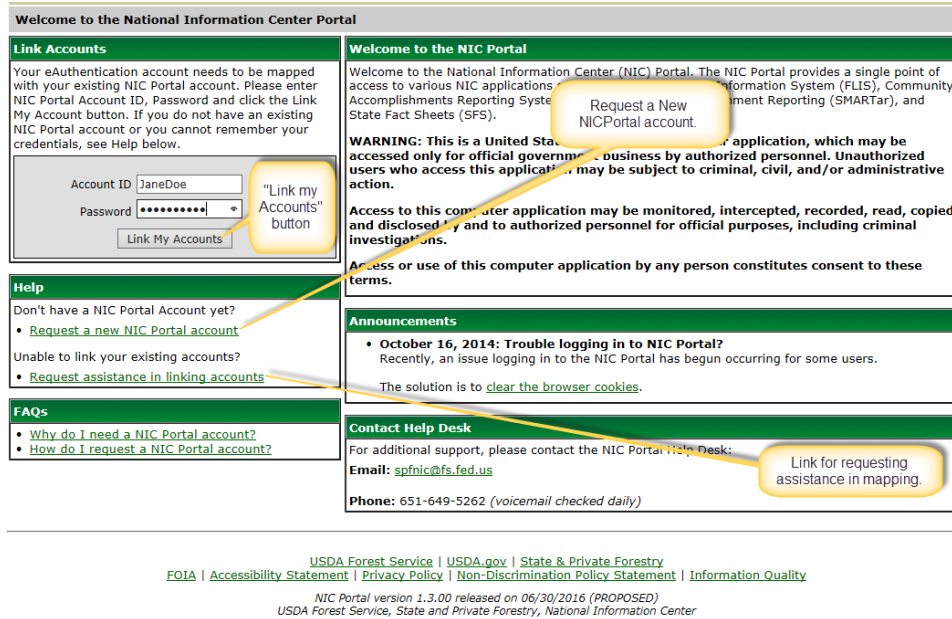 Welcome to the National Information Center Portal
Link Accounts
Your eAuthentication account needs to be mapped
with your existing NIC Portal account. Please enter
NIC Portal Account ID, Password and click the Link
My Account button. If you do not have an existing
NIC Portal account or you cannot remember your
credentials, see Help below.
Account ID JaneDoe
Password ••••••••••
Link My Accounts
"Link my
Accounts"
button
Help
Don't have a NIC Portal Account yet?
• Request a new NIC Portal account
Unable to link your existing accounts?
• Request assistance in linking accounts
FAQs
• Why do I need a NIC Portal account?
• How do I request a NIC Portal account?
Welcome to the NIC Portal
Welcome to the National Information Center (NIC) Portal. The NIC Portal provides a single point of
access to various NIC applications Information System (FLIS), Community
Accomplishments Reporting Reporting (SMARTar), and
State Fact Sheets (SFS).
Request a New
NICPortal account.
WARNING: This is a United application, which may be
accessed only for official government business by authorized personnel. Unauthorized
users who access this application may be subject to criminal, civil, and/or administrative
action.
Access to this computer application may be monitored, intercepted, recorded, read, copied
and disclosed by and to authorized personnel for official purposes, including criminal
investigations.
Access or use of this computer application by any person constitutes consent to these
terms.
Announcements
• October 16, 2014: Trouble logging in to NIC Portal?
Recently, an issue logging in to the NIC Portal has begun occurring for some users.
The solution is to clear the browser cookies.
Contact Help Desk
For additional support, please contact the NIC Portal Help Desk:
Email: spfnic@fs.fed.us
Phone: 651-649-5262 (voicemail checked daily)
Link for requesting
assistance in mapping.
USDA Forest Service | USDA.gov | State & Private Forestry
FOIA | Accessibility Statement | Privacy Policy | Non-Discrimination Policy Statement | Information Quality
NIC Portal version 1.3.00 released on 06/30/2016 (PROPOSED)
USDA Forest Service, State and Private Forestry, National Information Center